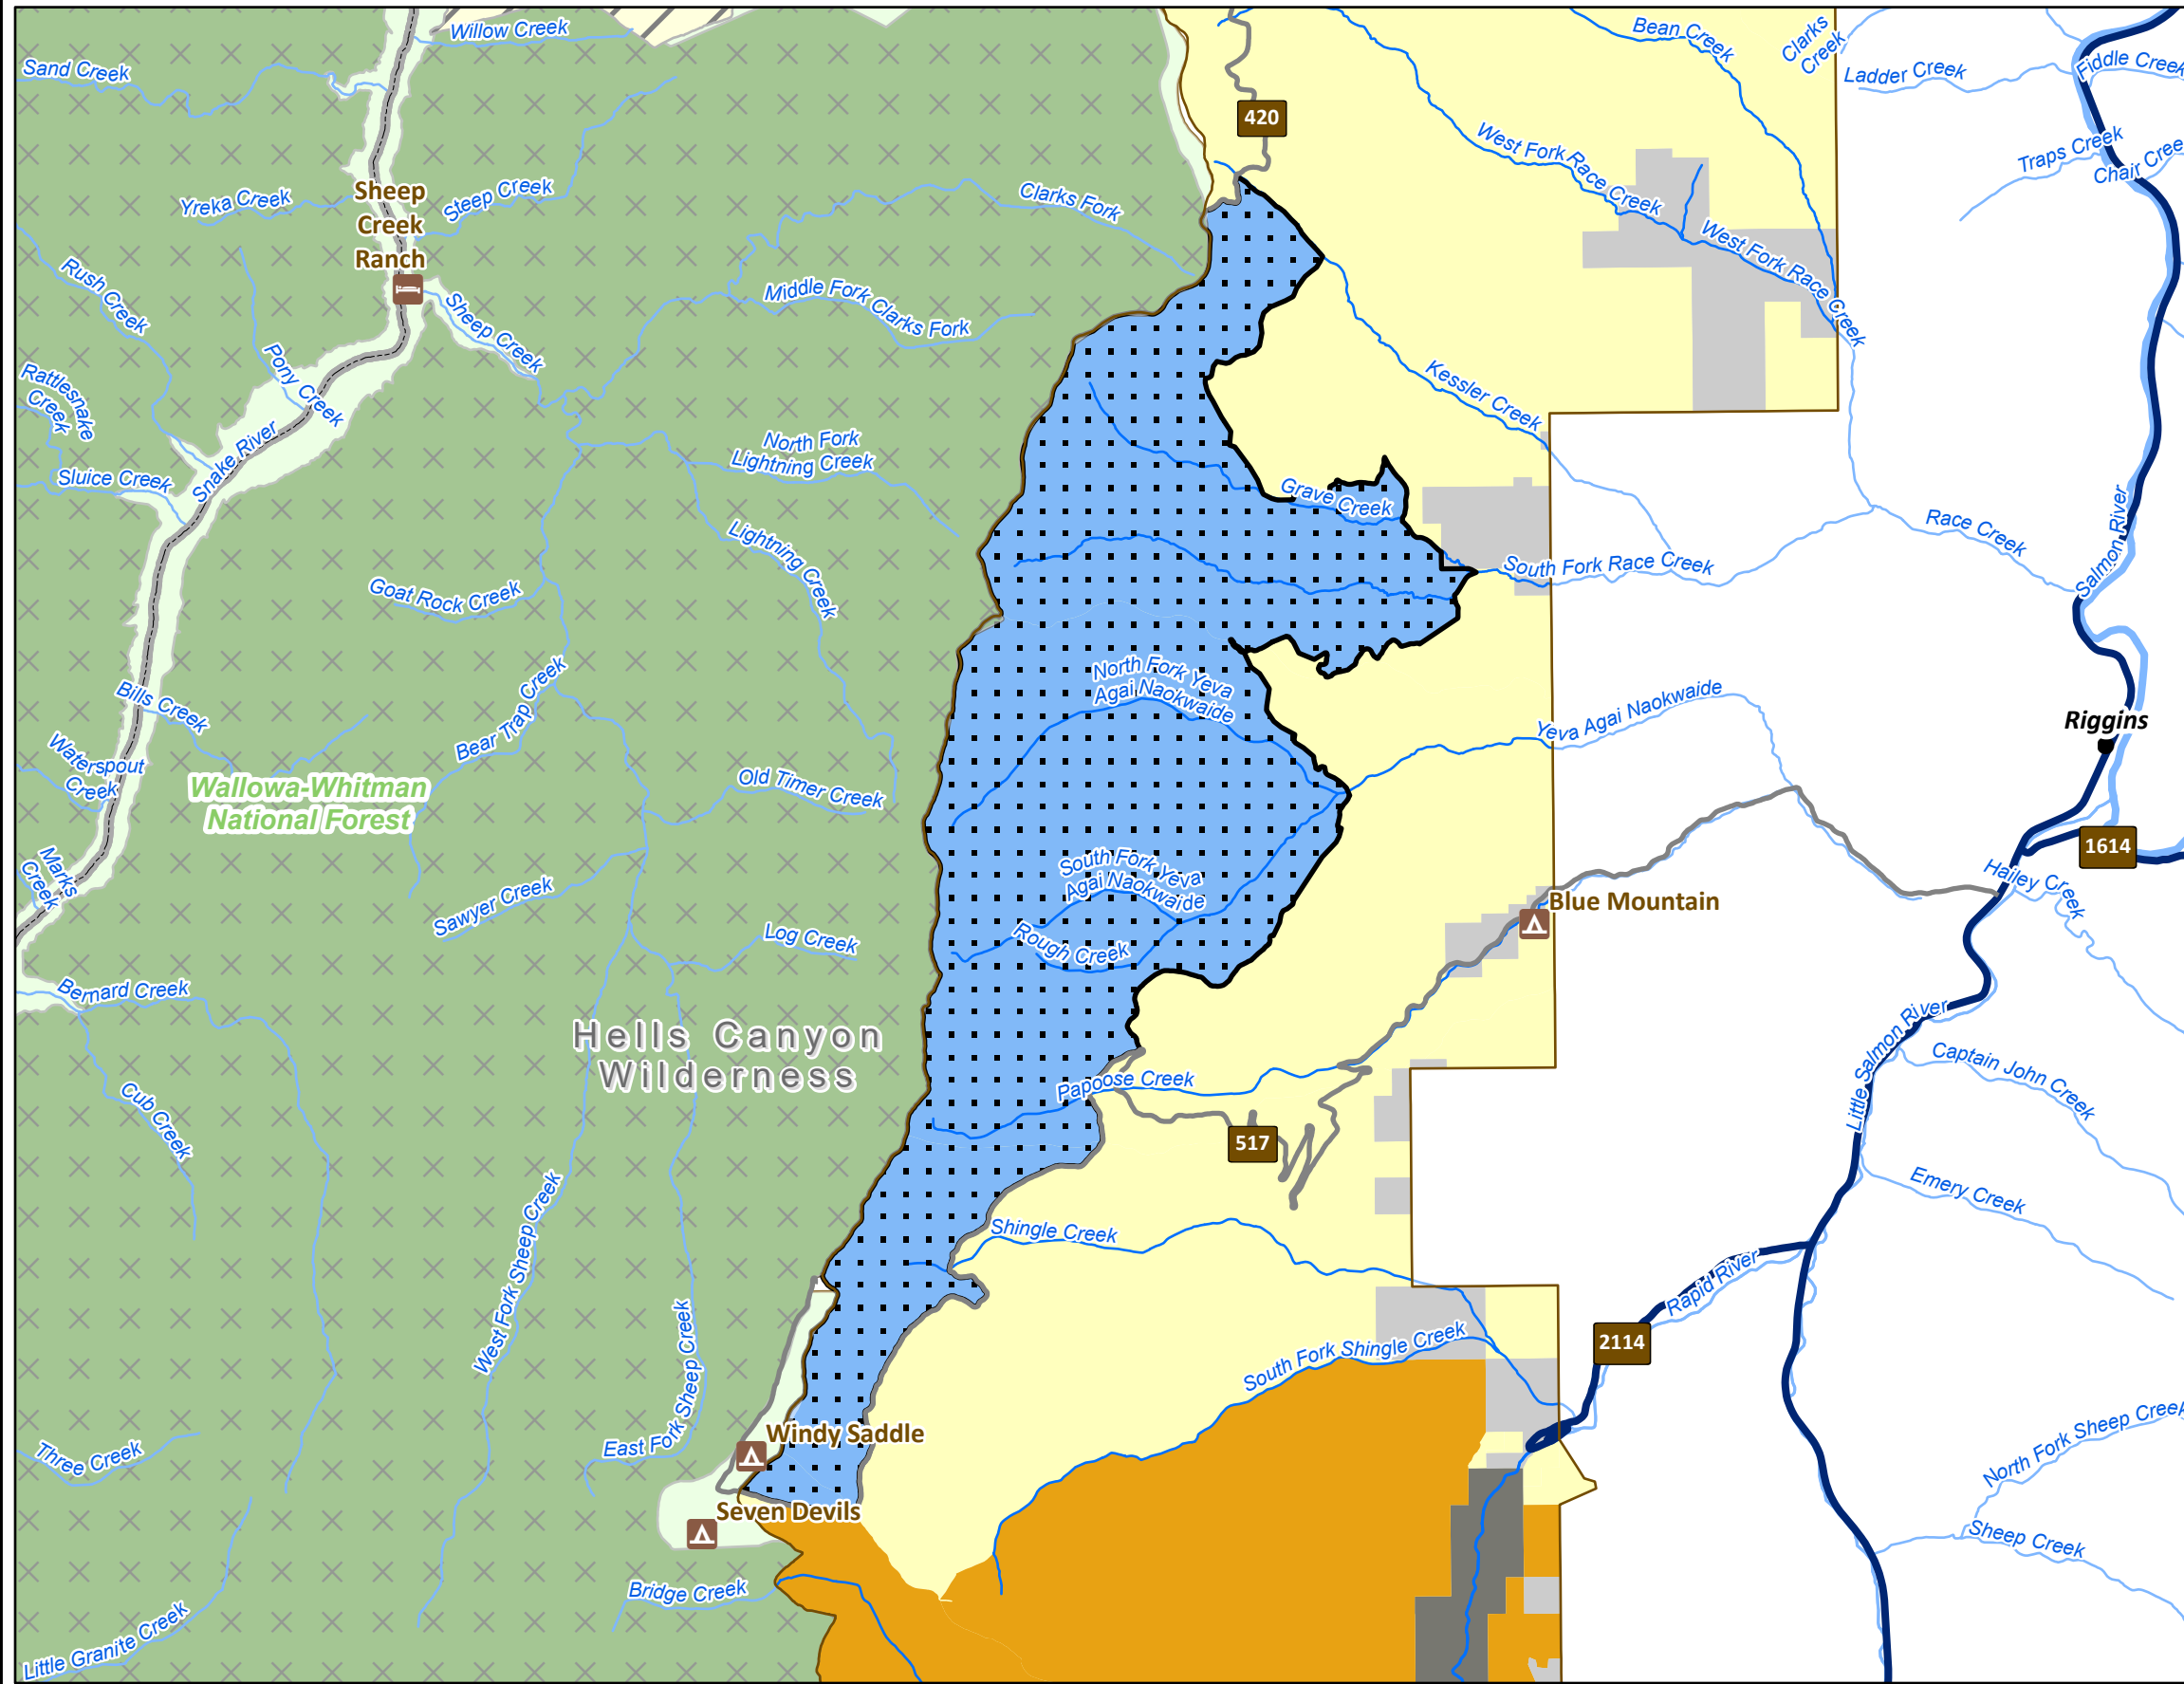 Willow Creek
Sand Creek
Bean Creek
Clarks
Creek
Ladder Creek
Fiddle Creek
420
West Fork Race Creek
Traps Creek
Chair Cree
Yreka Creek
Sheep
Creek
Ranch
Steep Creek
Clarks Fork
West Fork Race Creek
Rush Creek
Sheep Creek
Middle Fork Clarks Fork
Pony Creek
Rattlesnake
Creek
Kessler Creek
Snake River
North Fork
Lightning Creek
Sluice Creek
Grave Creek
Race Creek
Salmon River
Lightning Creek
South Fork Race Creek
Goat Rock Creek
North Fork Yeva
Agai Naokwaide
Yeva Agai Naokwaide
Riggins
Bills Creek
Bear Trap Creek
Waterspout
Creek
Wallowa-Whitman
National Forest
Old Timer Creek
1614
Marks
Creek
South Fork Yeva
Agai Naokwaide
Hailey Creek
Blue Mountain
Sawyer Creek
Log Creek
Rough Creek
Bernard Creek
Hells Canyon
Wilderness
Little Salmon River
Captain John Creek
Papoose Creek
Cub Creek
517
Emery Creek
West Fork Sheep Creek
Shingle Creek
Rapid River
East Fork Sheep Creek
South Fork Shingle Creek
2114
Windy Saddle
Three Creek
North Fork Sheep Creek
Seven Devils
Sheep Creek
Bridge Creek
Little Granite Creek